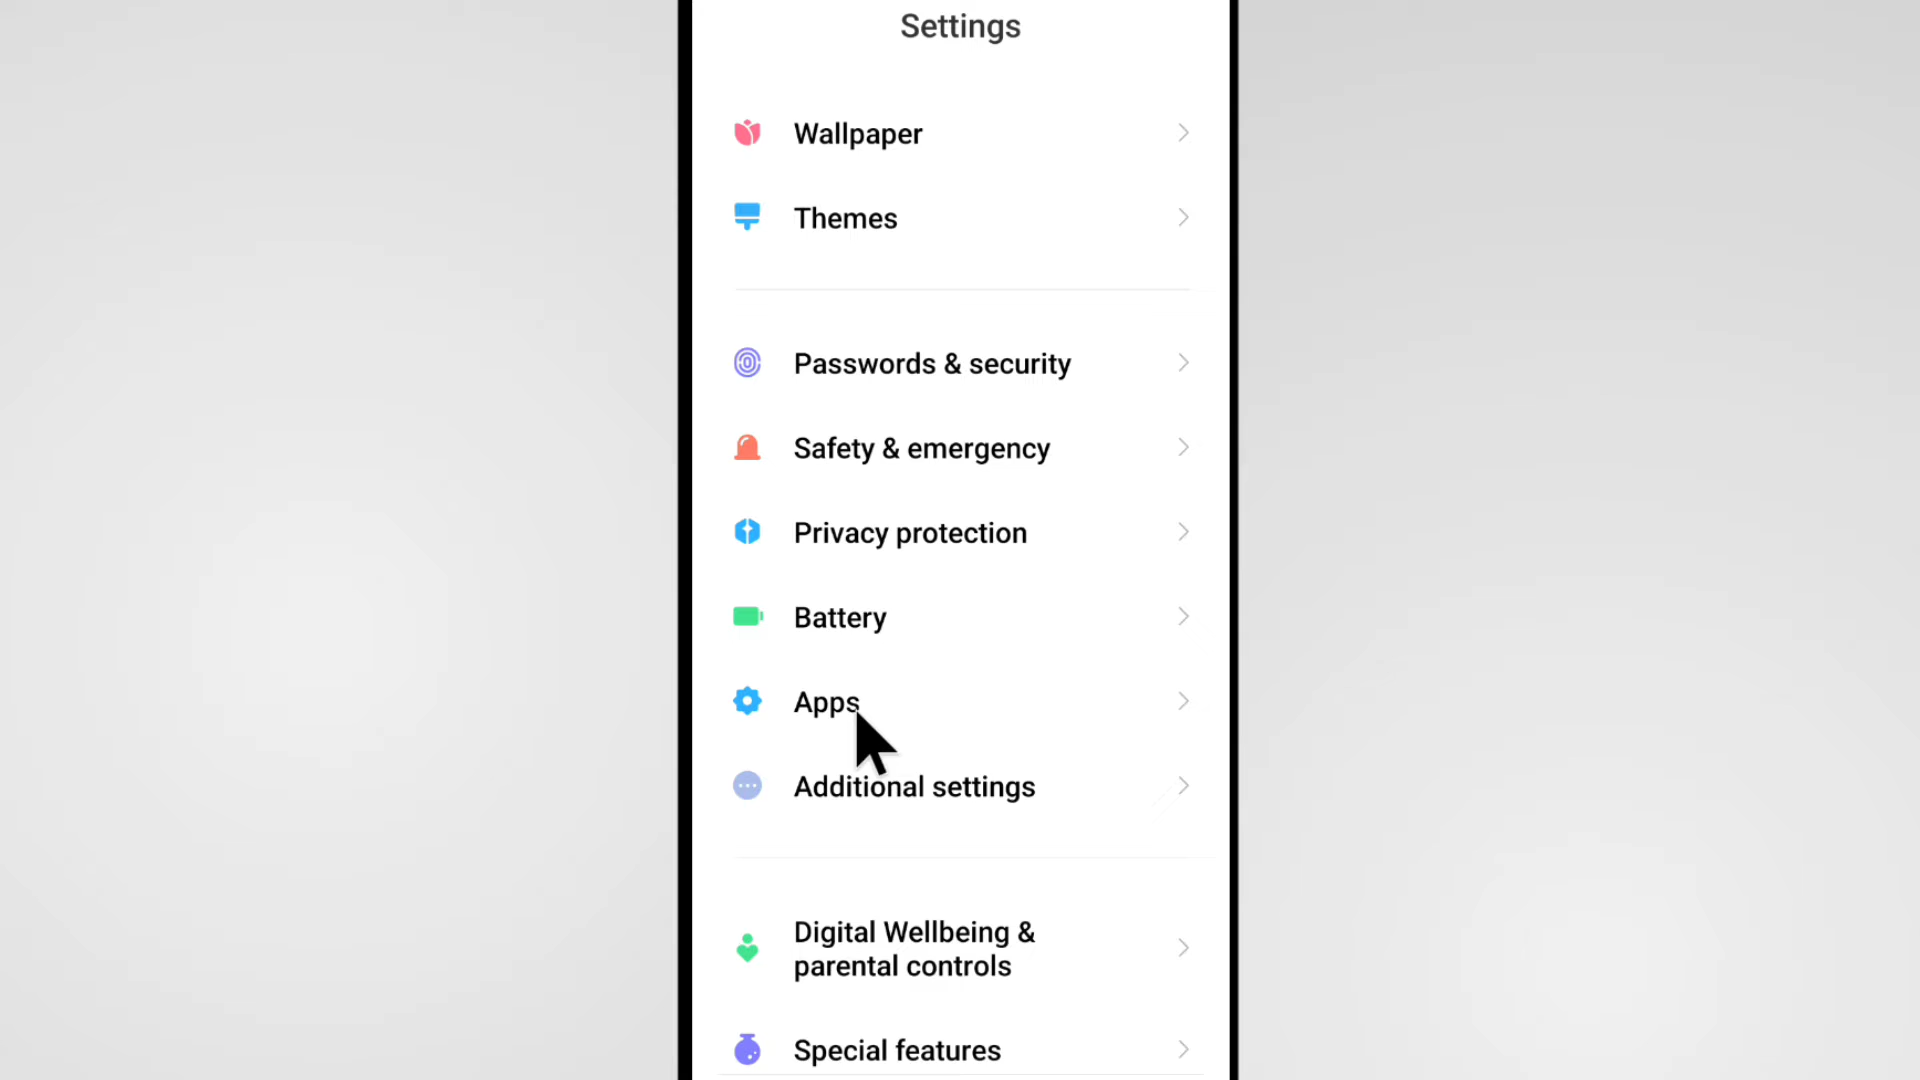 Settings
Wallpaper
Themes
Passwords & security
Safety & emergency
Privacy protection
Battery
Apps
Additional settings
Digital Wellbeing &
parental controls
Special features